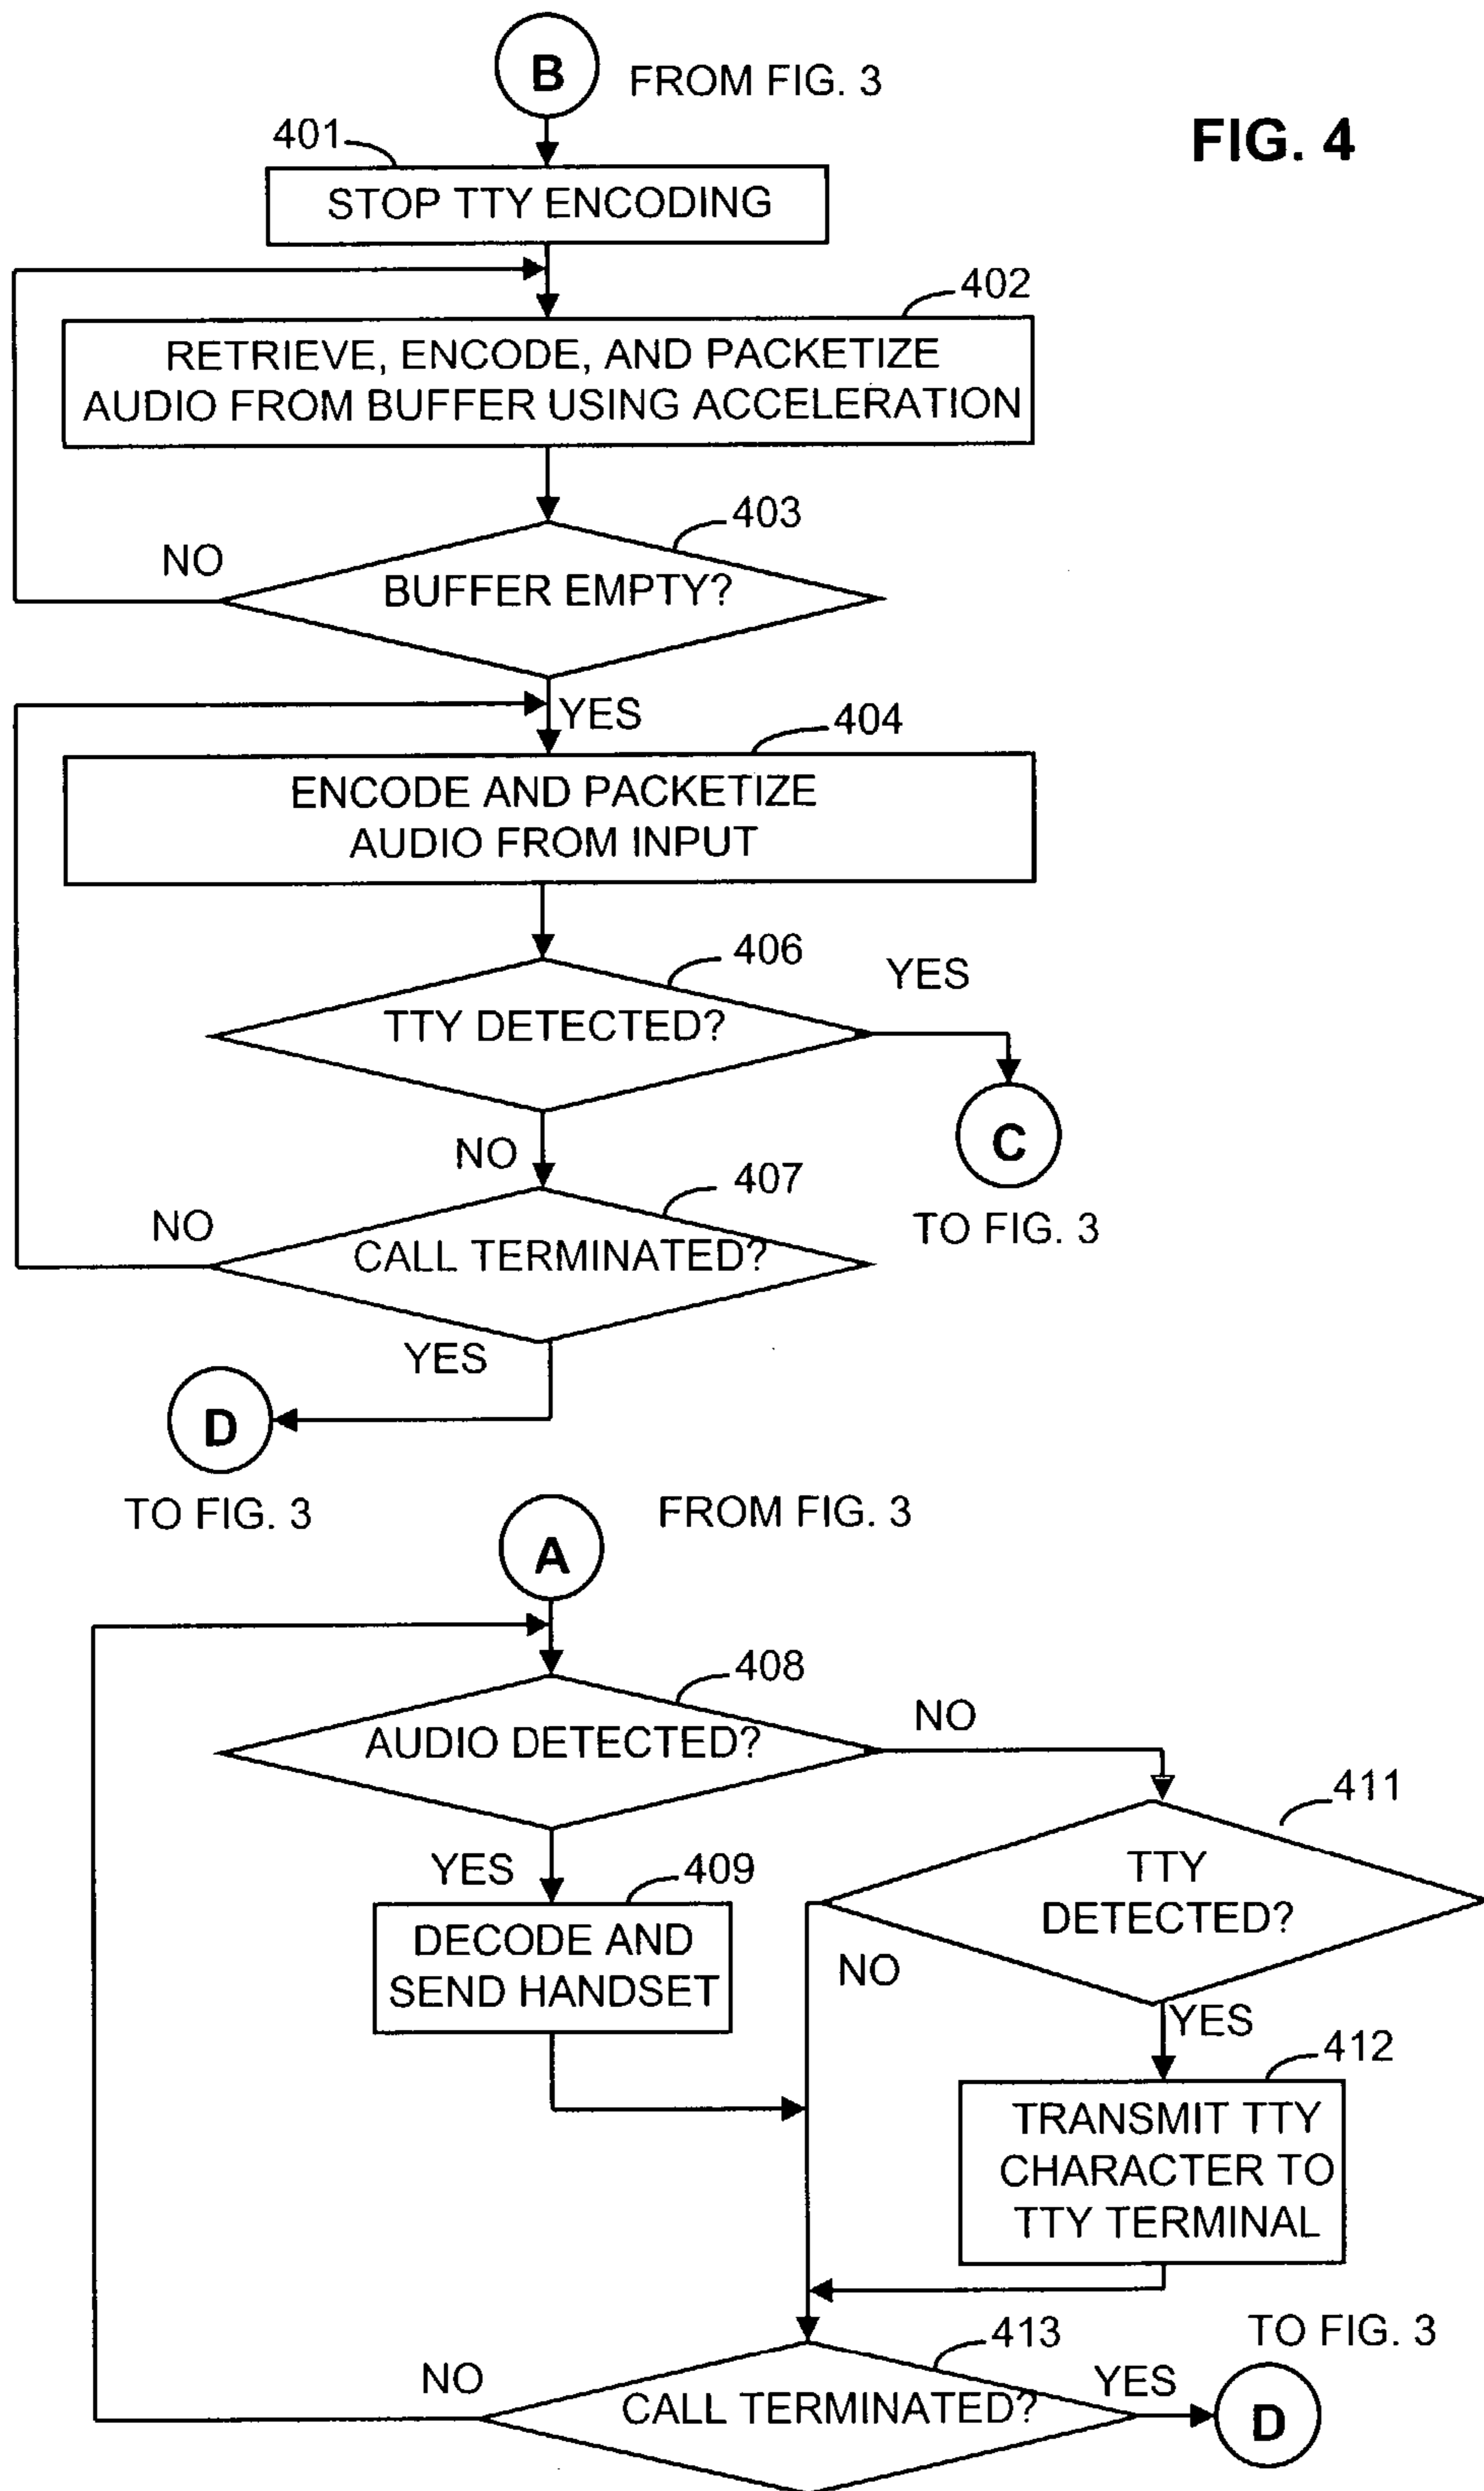 B
FROM FIG. 3
FIG. 4
401
STOP TTY ENCODING
402
RETRIEVE, ENCODE, AND PACKETIZE
AUDIO FROM BUFFER USING ACCELERATION
403
NO
BUFFER EMPTY?
YES
404
ENCODE AND PACKETIZE
AUDIO FROM INPUT
406
YES
TTY DETECTED?
C
NO
407
TO FIG. 3
NO
CALL TERMINATED?
YES
D
TO FIG. 3
FROM FIG. 3
A
408
NO
AUDIO DETECTED?
411
YES
409
TTY
DETECTED?
DECODE AND
SEND HANDSET
NO
YES
412
TRANSMIT TTY
CHARACTER TO
TTY TERMINAL
413
TO FIG. 3
NO
YES
CALL TERMINATED?
D